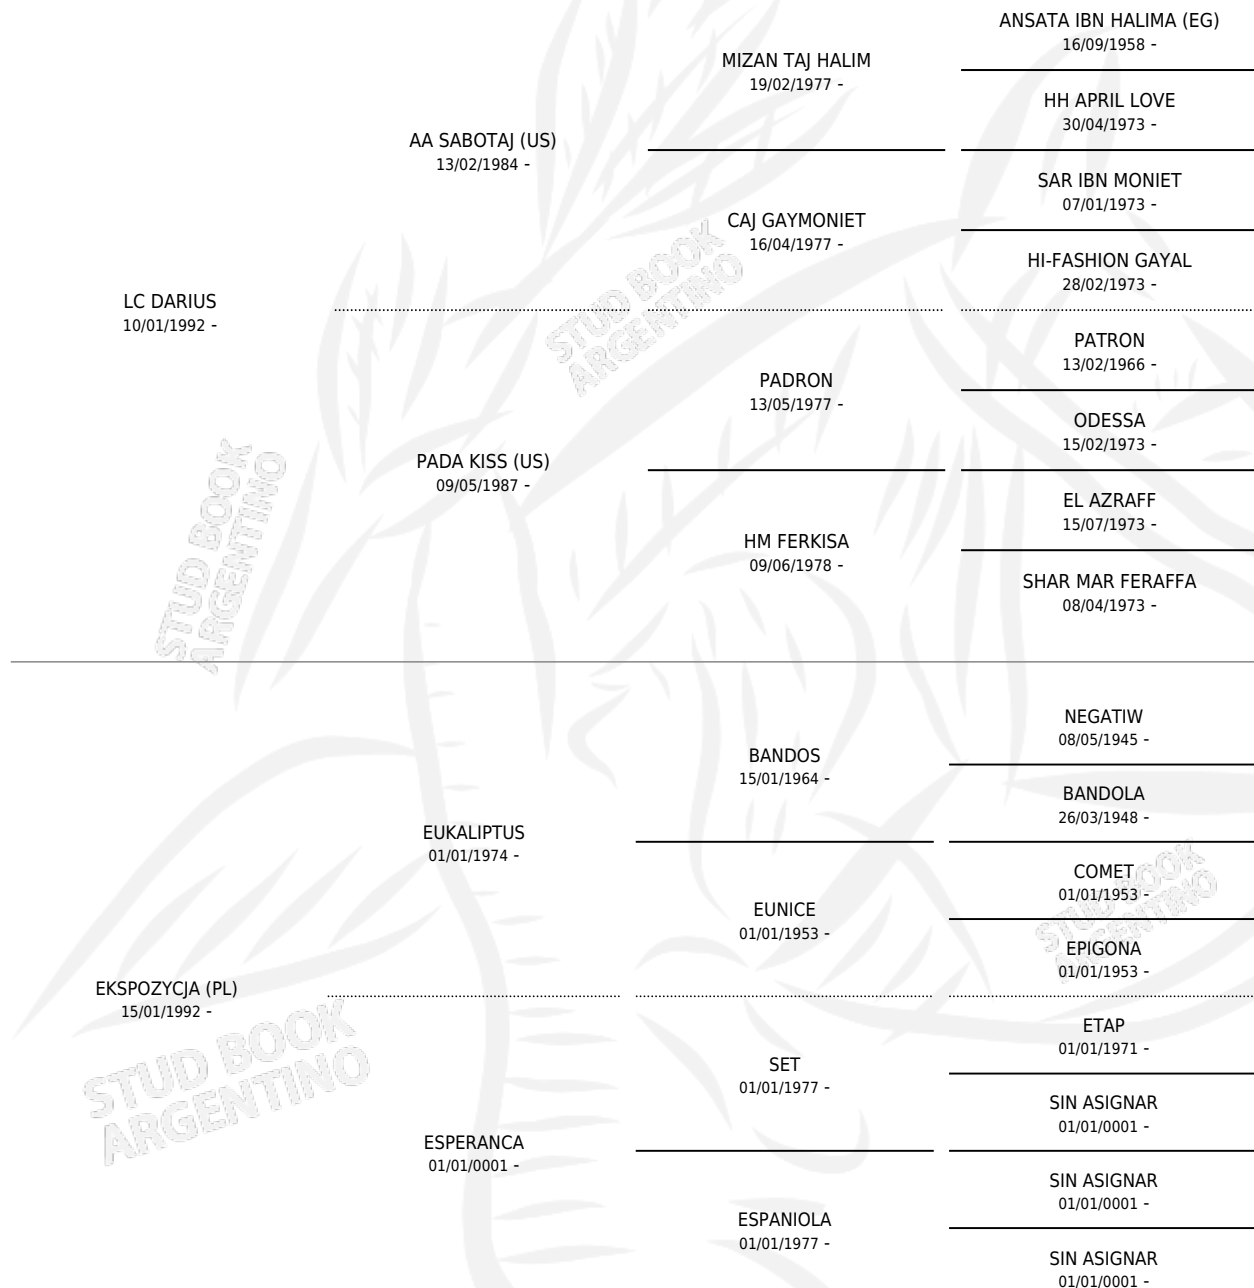 ANSATA IBN HALIMA (EG)
16/09/1958 -
MIZAN TAJ HALIM
19/02/1977 -
HH APRIL LOVE
30/04/1973 -
AA SABOTAJ (US)
13/02/1984 -
SAR IBN MONIET
07/01/1973 -
CAJ GAYMONIET
16/04/1977 -
HI-FASHION GAYAL
28/02/1973 -
LC DARIUS
10/01/1992 -
STUD BOOK
ARGENTINO
PATRON
13/02/1966 -
PADRON
13/05/1977 -
ODESSA
15/02/1973 -
PADA KISS (US)
09/05/1987 -
EL AZRAFF
15/07/1973 -
HM FERKISA
09/06/1978 -
SHAR MAR FERAFFA
08/04/1973 -
STUD BOOK
ARGENTINO
NEGATIW
08/05/1945 -
BANDOS
15/01/1964 -
BANDOLA
26/03/1948 -
EUKALIPTUS
01/01/1974 -
COMET
01/01/1953 -
EUNICE
01/01/1953 -
STUD BOOK
ARGENTINO
EPIGONA
01/01/1953 -
EKSPOZYCJA (PL)
15/01/1992 -
ETAP
01/01/1971 -
SET
01/01/1977 -
SIN ASIGNAR
01/01/0001 -
STUD BOOK
ARGENTINO
ESPERANCA
01/01/0001 -
SIN ASIGNAR
01/01/0001 -
ESPANIOLA
01/01/1977 -
SIN ASIGNAR
01/01/0001 -